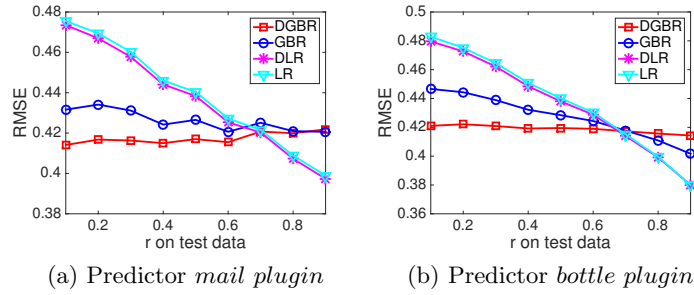 0.48
0.46
0.44
0.42
0.4
0.38
RMSE
0.2 0.4 0.6 0.8
r on test data
DGBR
GBR
DLR
LR
(a) Predictor mail plugin
0.5
0.48
0.46
0.44
0.42
0.4
0.38
0.36
RMSE
0.2 0.4 0.6 0.8
r on test data
DGBR
GBR
DLR
LR
(b) Predictor bottle plugin